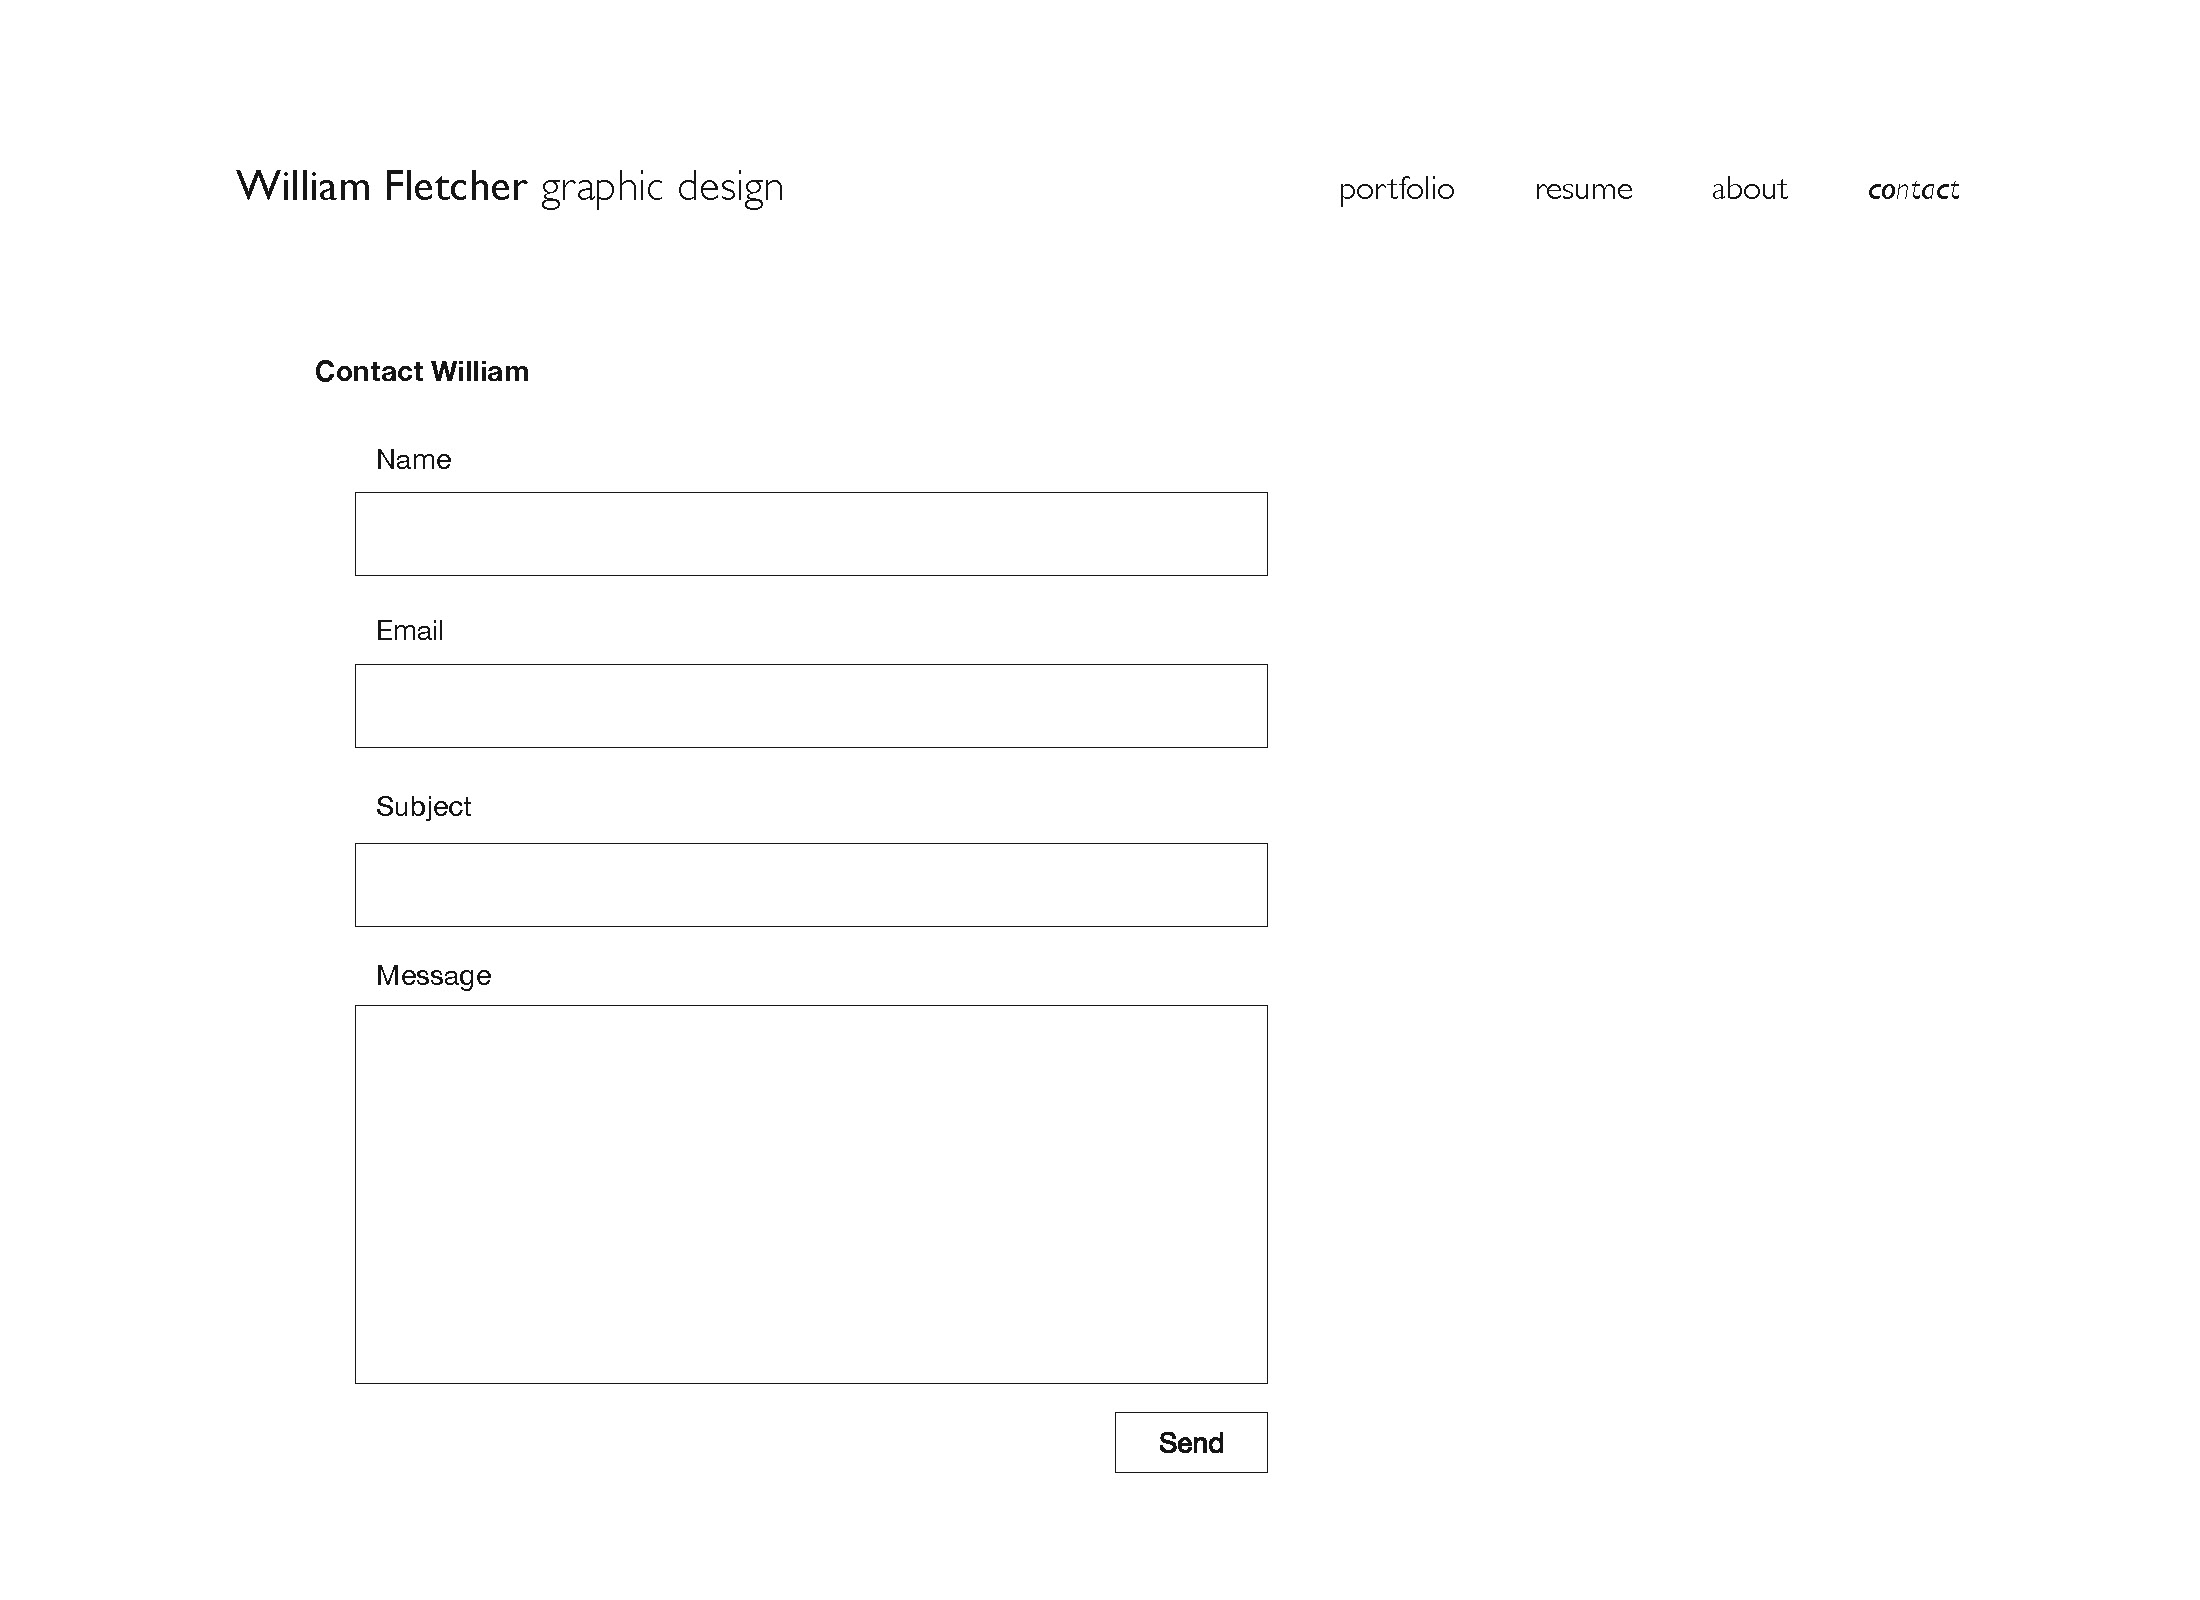 William Fletcher graphic design portfolio resume about contact
Contact William
Name
Email
Subject
Message
Send